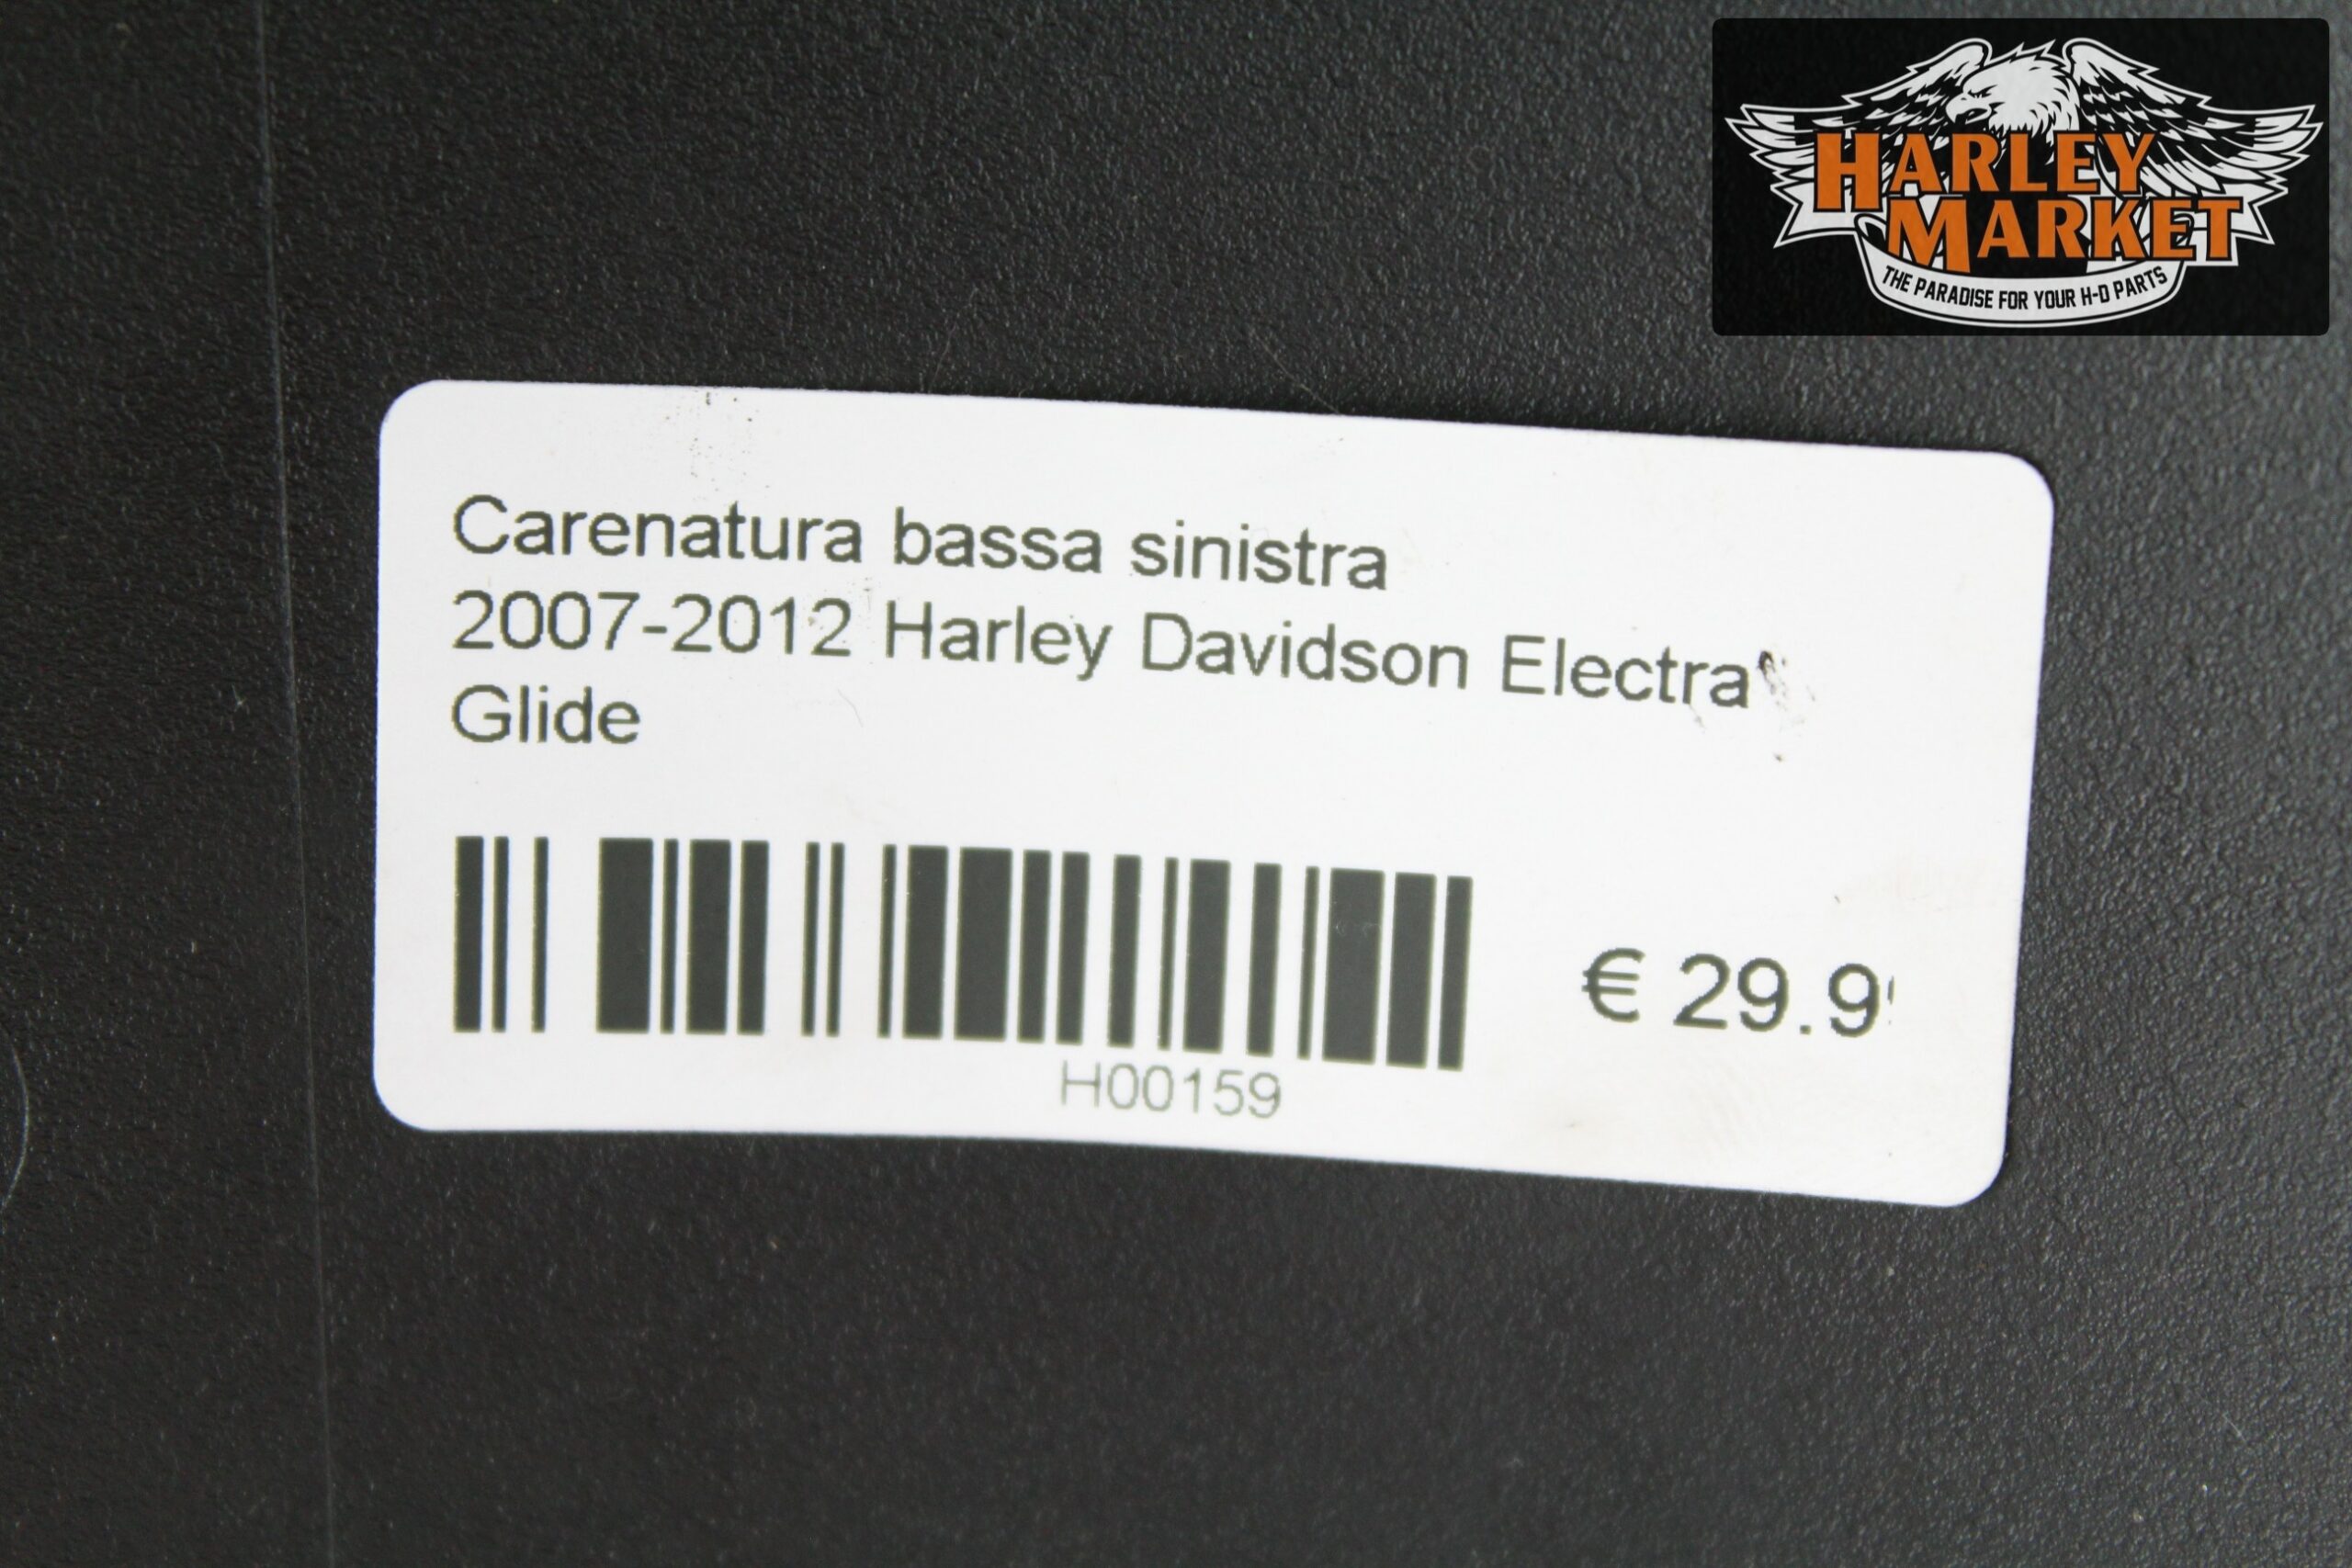 HARLEY
MARKET
THE PARADISE FOR YOUR H-D PARTS
Carenatura bassa sinistra
2007-2012 Harley Davidson Electra
Glide
€ 29.9
H00159